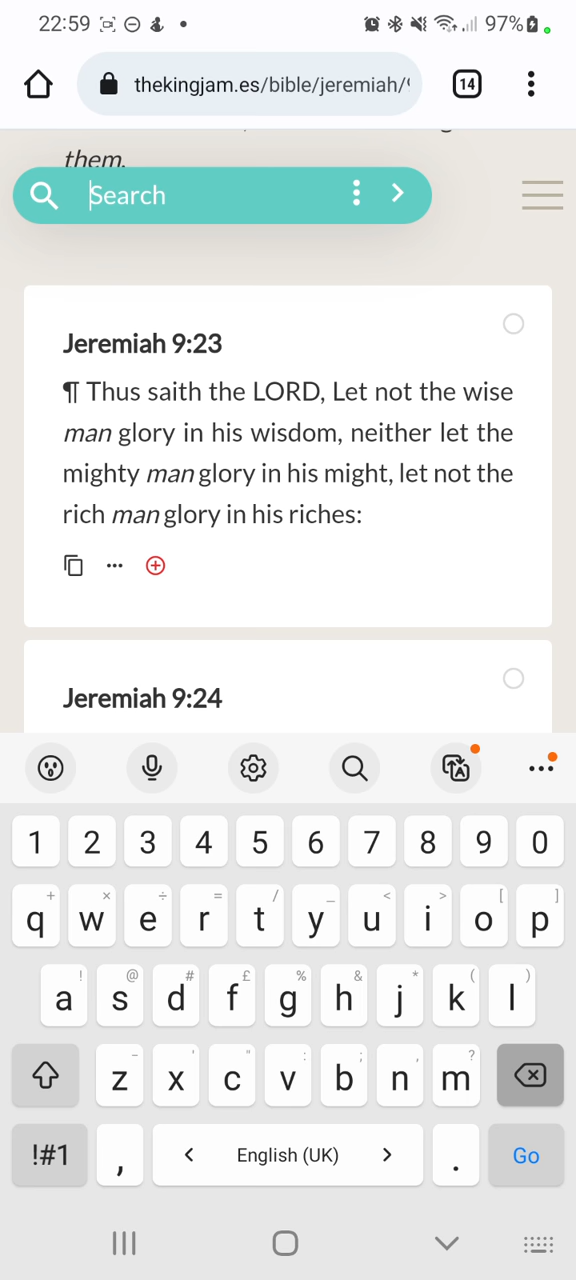 22:59
97%
thekingjam.es/bible/jeremiah/
14
them.
Search
Jeremiah 9:23
¶ Thus saith the LORD, Let not the wise
man glory in his wisdom, neither let the
mighty man glory in his might, let not the
rich man glory in his riches:
Jeremiah 9:24
1 2 3 4 5 6 7 8 9 0
+ × ÷ = / _ < > [ ]
q w e r t y u i o p
! @ # £ % & * ( )
a s d f g h j k l
- ' " : ; , ?
z x c v b n m
!#1 , < English (UK) > . Go